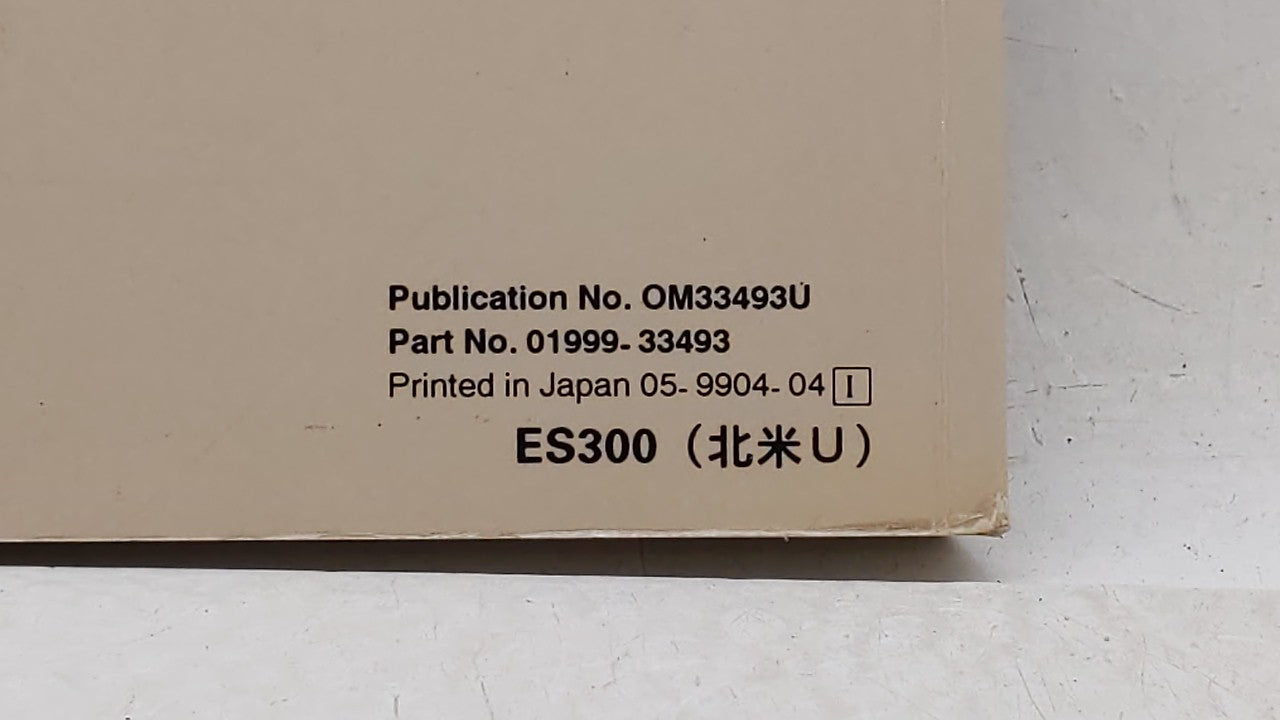 Publication No. OM33493U
Part No. 01999-33493
Printed in Japan 05-9904-04 I
ES300（北米U）